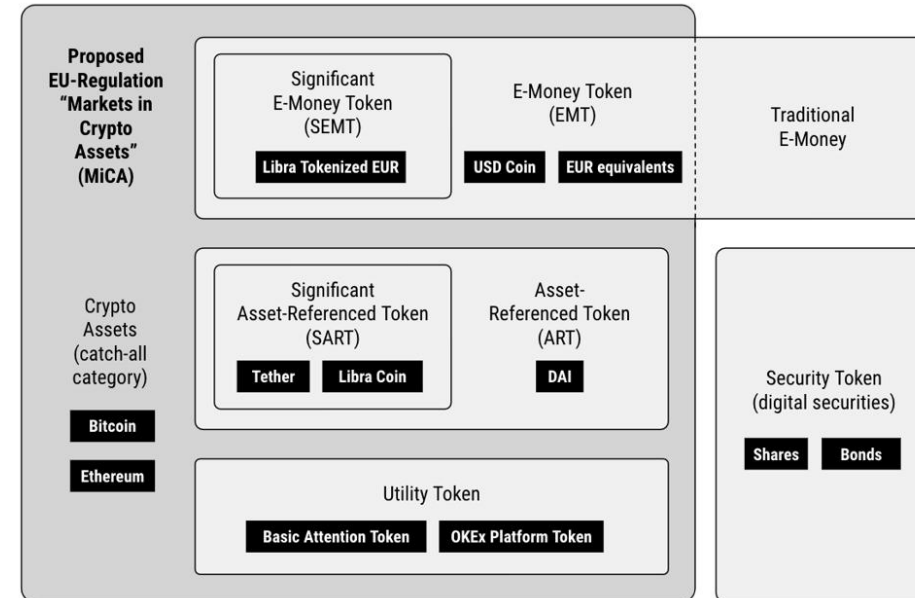 Proposed
EU-Regulation
“Markets in
Crypto
Assets”
(MiCA)
Significant
E-Money Token
(SEMT)
Libra Tokenized EUR
E-Money Token
(EMT)
USD Coin
EUR equivalents
Traditional
E-Money
Crypto
Assets
(catch-all
category)
Bitcoin
Ethereum
Significant
Asset-Referenced Token
(SART)
Tether
Libra Coin
Asset-
Referenced Token
(ART)
DAI
Utility Token
Basic Attention Token
OKEx Platform Token
Security Token
(digital securities)
Shares
Bonds